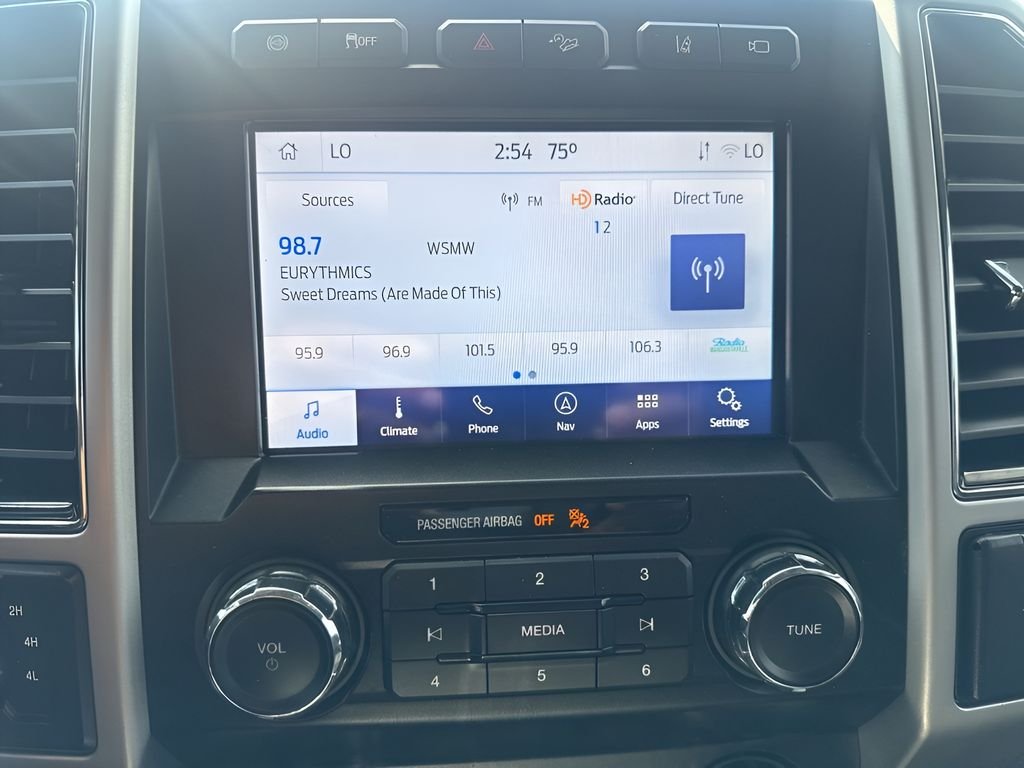 OFF
LO 2:54 75° LO
Sources FM HD Radio Direct Tune
1 2
98.7 WSMW
EURYTHMICS
Sweet Dreams (Are Made Of This)
95.9 96.9 101.5 95.9 106.3 Radio
Audio Climate Phone Nav Apps Settings
PASSENGER AIRBAG OFF 2
1 2 3
MEDIA
4 5 6
VOL
TUNE
2H
4H
4L